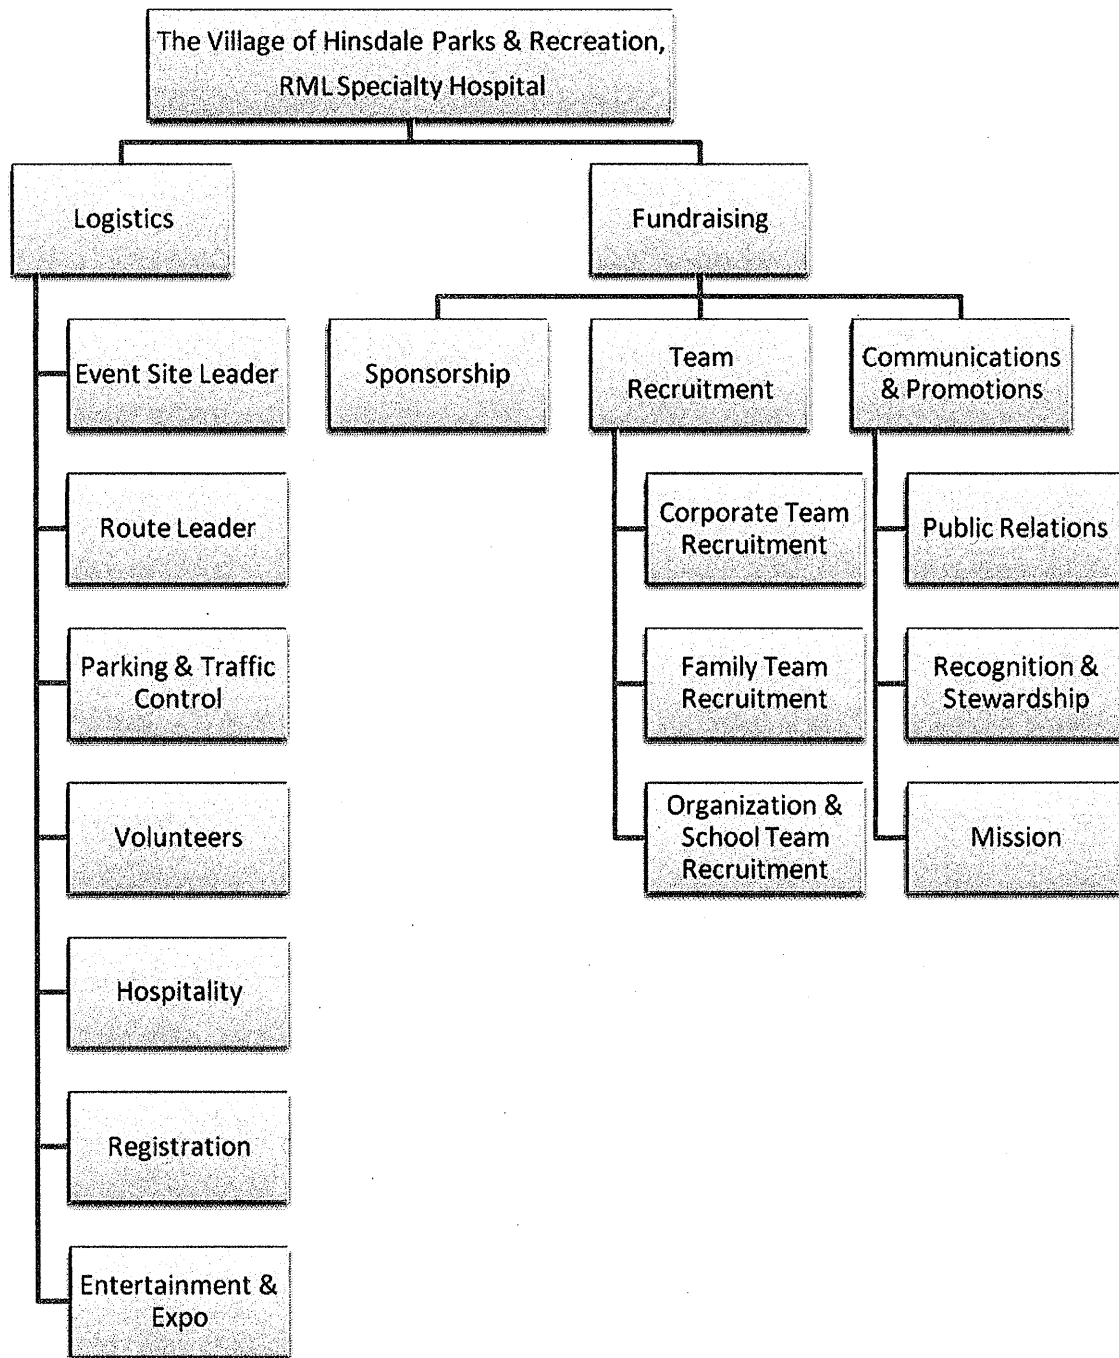 The Village of Hinsdale Parks & Recreation,
RML Specialty Hospital
Logistics
Fundraising
Event Site Leader
Route Leader
Parking & Traffic
Control
Volunteers
Hospitality
Registration
Entertainment &
Expo
Sponsorship
Team
Recruitment
Corporate Team
Recruitment
Family Team
Recruitment
Organization &
School Team
Recruitment
Communications
& Promotions
Public Relations
Recognition &
Stewardship
Mission